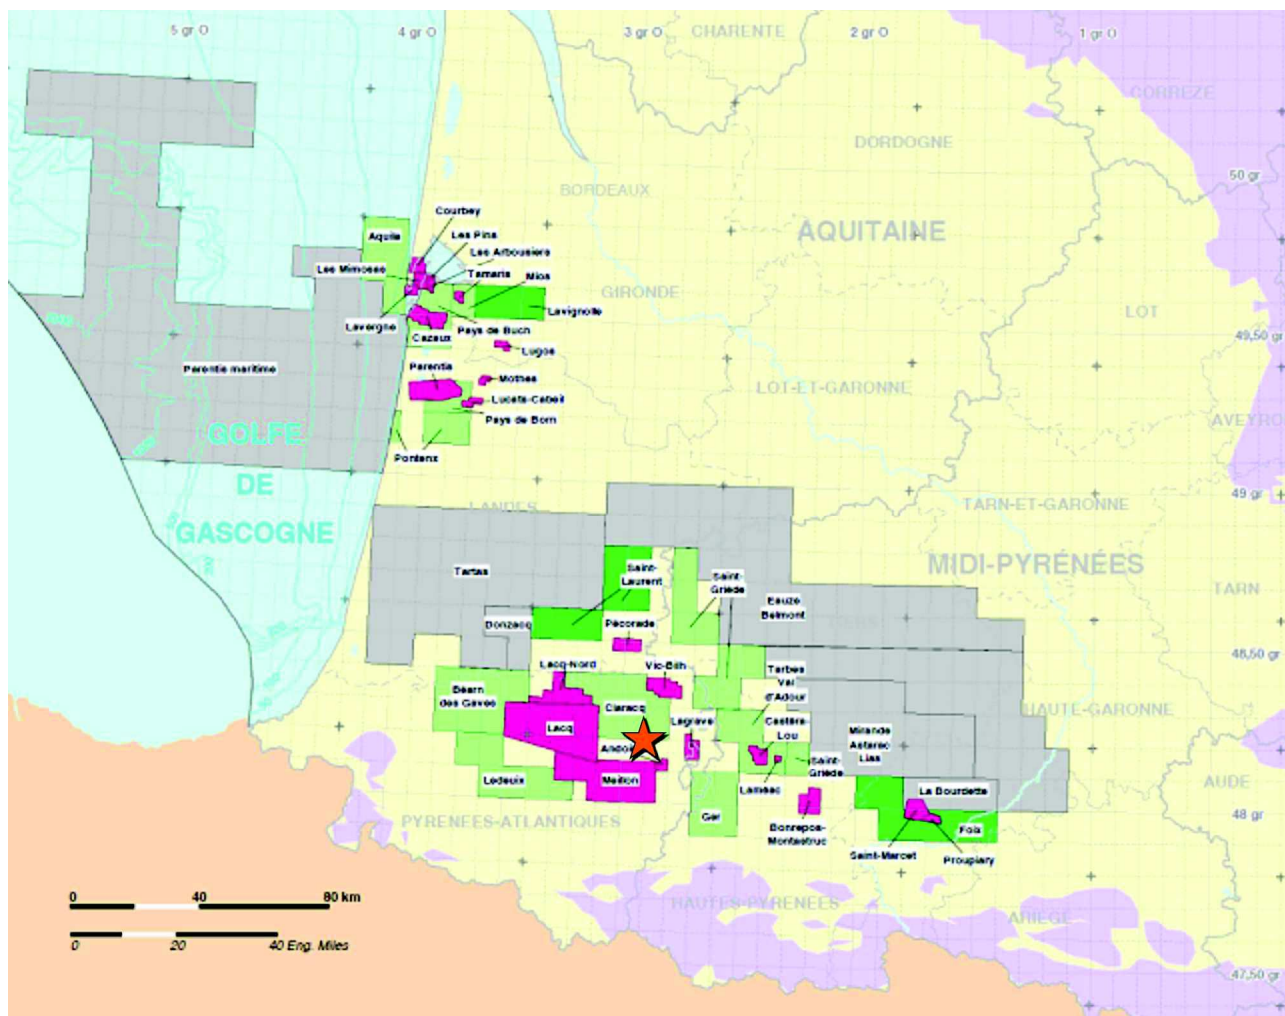 5 gr O
4 gr O
3 gr O
2 gr O
1 gr O
CHARENTE
CORREZE
DORDOGNE
50 gr
BORDEAUX
Courbey
Aquila
Les Pins
AQUITAINE
Les Arbousiers
Les Mimosas
Tamaris
Mios
GIRONDE
Lavignolle
LOT
Lavergne
Pays de Buch
Cazaux
49,50 gr
Lugos
Parentis maritime
Parentis
Mothes
LOT-ET-GARONNE
Lucats-Cabeil
Pays de Born
AVEYRO
GOLFE
Pontenx
DE
49 gr
LANDES
TARN-ET-GARONNE
GASCOGNE
MIDI-PYRÉNÉES
Tartas
Saint-
Laurent
Saint-
Griède
TARN
Eauze
Belmont
Donzacq
Pécorade
48,50 gr
Lacq-Nord
Vic-Bilh
Tarbes
Val
d'Adour
Béarn
des Gaves
Claracq
HAUTE-GARONNE
Lagrave
Castéra-
Lou
Lacq
Mirande
Astarac
Lias
Saint-
Griède
Meillon
Ledeuix
Laméac
AUDE
La Bourdette
Ger
48 gr
PYRENEES-ATLANTIQUES
Bonrepos-
Montastruc
Foix
Saint-Marcet
Proupiary
0 40 80 km
HAUTES-PYRENEES
ARIEGE
0 20 40 Eng. Miles
47,50 gr